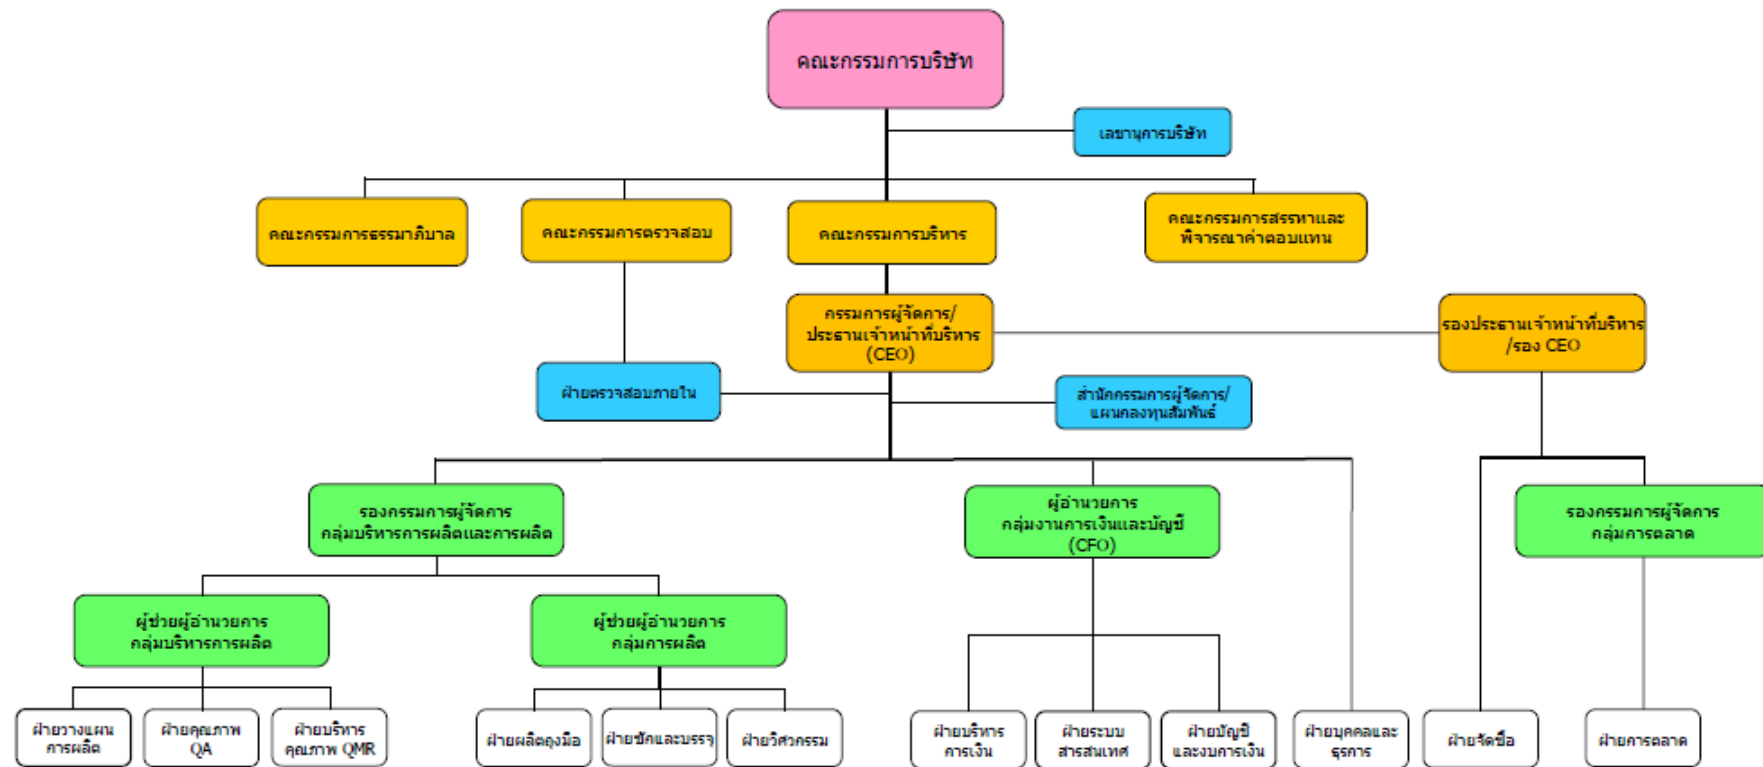 คณะกรรมการบริษัท
เลขานุการบริษัท
คณะกรรมการธรรมาภิบาล
คณะกรรมการตรวจสอบ
คณะกรรมการบริหาร
คณะกรรมการสรรหาและ
พิจารณาค่าตอบแทน
กรรมการผู้จัดการ/
ประธานเจ้าหน้าที่บริหาร
(CEO)
รองประธานเจ้าหน้าที่บริหาร
/รอง CEO
ฝ่ายตรวจสอบภายใน
สำนักกรรมการผู้จัดการ/
แผนกลงทุนสัมพันธ์
รองกรรมการผู้จัดการ
กลุ่มบริหารการผลิตและการผลิต
ผู้อำนวยการ
กลุ่มงานการเงินและบัญชี
(CFO)
รองกรรมการผู้จัดการ
กลุ่มการตลาด
ผู้ช่วยผู้อำนวยการ
กลุ่มบริหารการผลิต
ผู้ช่วยผู้อำนวยการ
กลุ่มการผลิต
ฝ่ายวางแผน
การผลิต
ฝ่ายคุณภาพ
QA
ฝ่ายบริหาร
คุณภาพ QMR
ฝ่ายผลิตถุงมือ
ฝ่ายซักและบรรจุ
ฝ่ายวิศวกรรม
ฝ่ายบริหาร
การเงิน
ฝ่ายระบบ
สารสนเทศ
ฝ่ายบัญชี
และงบการเงิน
ฝ่ายบุคคลและ
ธุรการ
ฝ่ายจัดซื้อ
ฝ่ายการตลาด